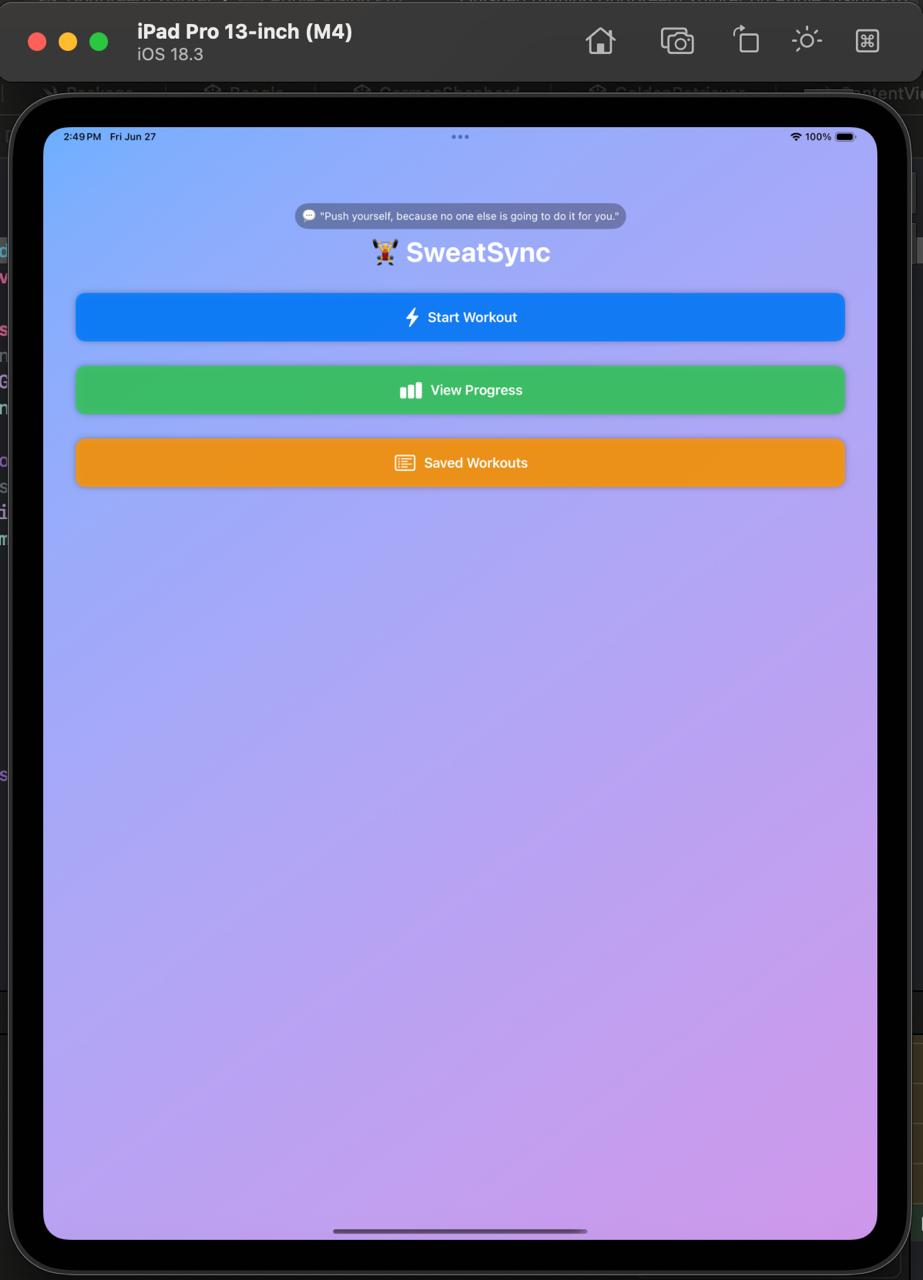 iPad Pro 13-inch (M4)
iOS 18.3
2:49 PM Fri Jun 27
100%
"Push yourself, because no one else is going to do it for you."
SweatSync
Start Workout
View Progress
Saved Workouts